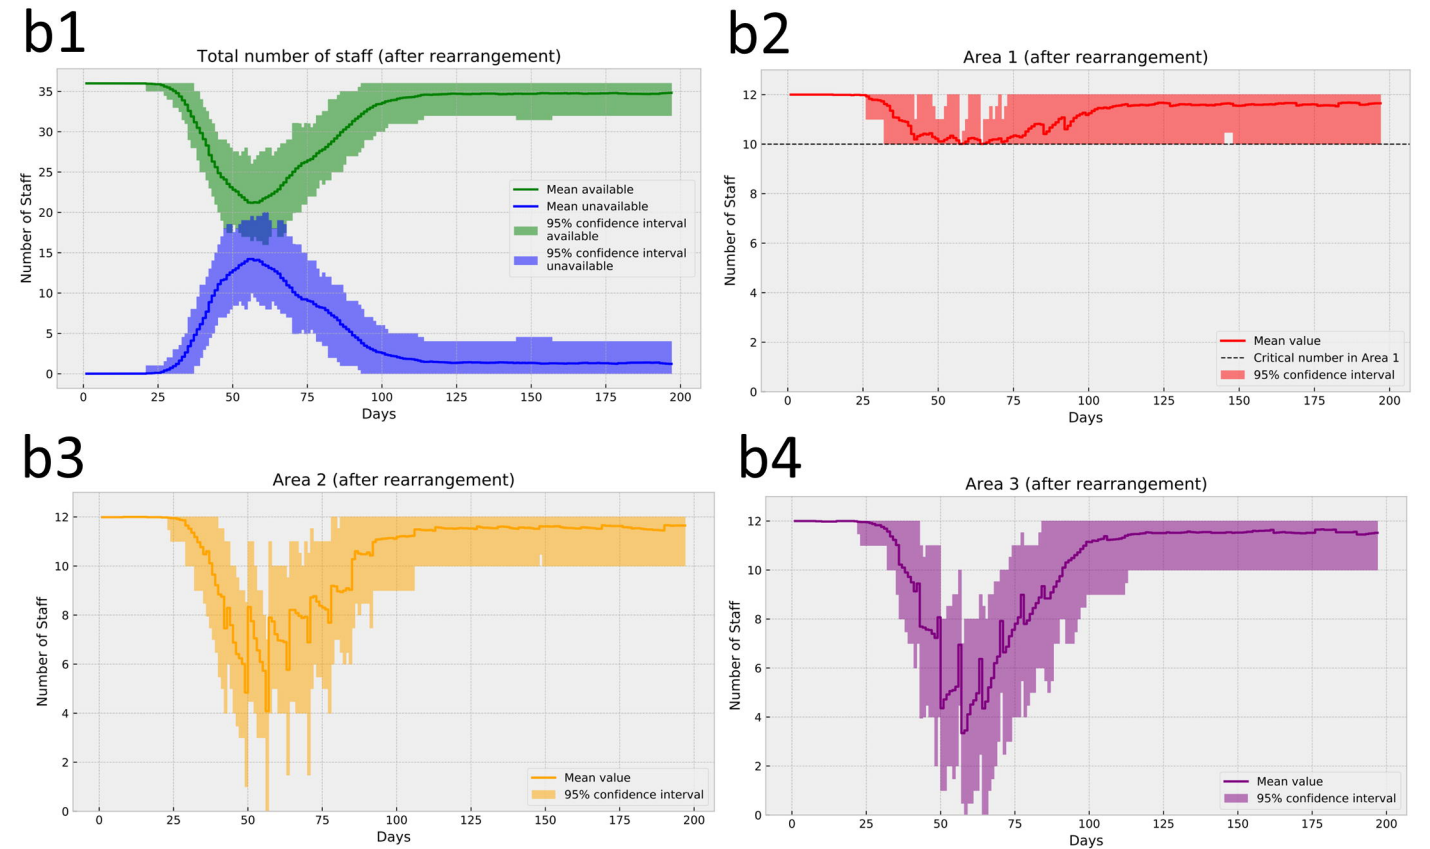 b1
Total number of staff (after rearrangement)
Number of Staff
35
30
25
20
15
10
5
0
0 25 50 75 100 125 150 175 200
Days
Mean available
Mean unavailable
95% confidence interval
available
95% confidence interval
unavailable
b2
Area 1 (after rearrangement)
Number of Staff
12
10
8
6
4
2
0
0 25 50 75 100 125 150 175 200
Days
Mean value
Critical number in Area 1
95% confidence interval
b3
Area 2 (after rearrangement)
Number of Staff
12
10
8
6
4
2
0
0 25 50 75 100 125 150 175 200
Days
Mean value
95% confidence interval
b4
Area 3 (after rearrangement)
Number of Staff
12
10
8
6
4
2
0
0 25 50 75 100 125 150 175 200
Days
Mean value
95% confidence interval